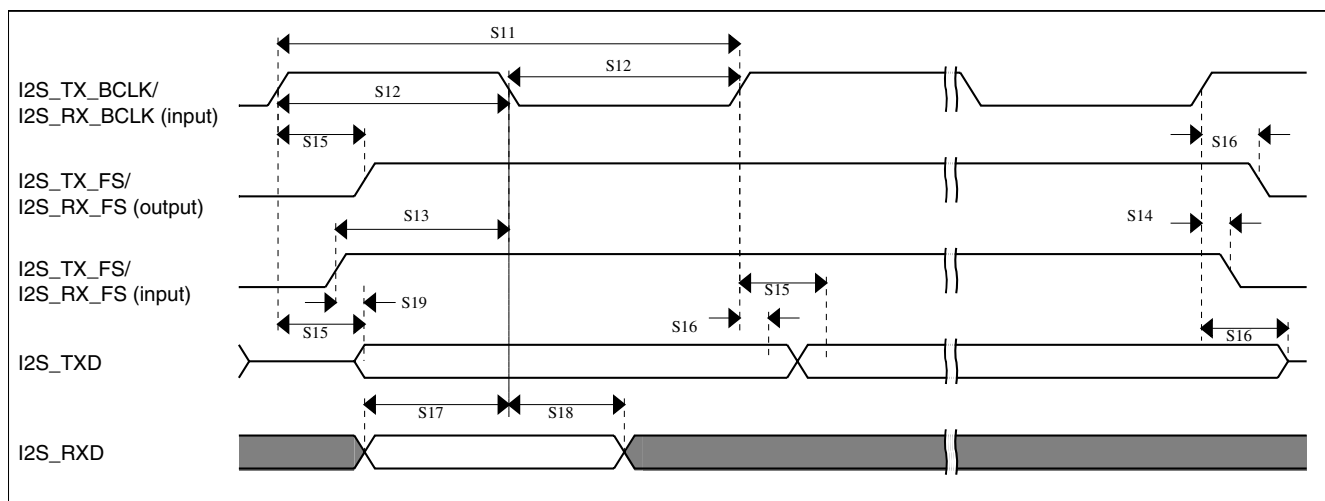 S11
I2S_TX_BCLK/
I2S_RX_BCLK (input)
S12
S12
S15
S16
I2S_TX_FS/
I2S_RX_FS (output)
S13
S14
I2S_TX_FS/
I2S_RX_FS (input)
S19
S15
S15
S16
S16
I2S_TXD
S17
S18
I2S_RXD